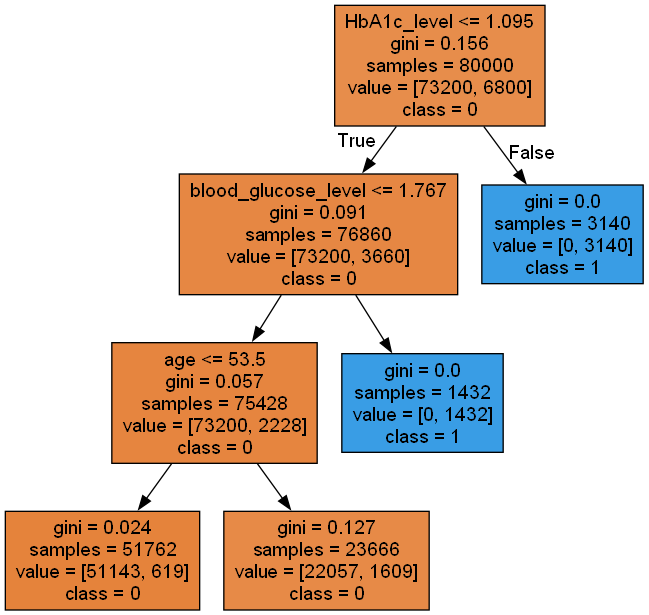 HbA1c_level <= 1.095
gini = 0.156
samples = 80000
value = [73200, 6800]
class = 0
True
False
blood_glucose_level <= 1.767
gini = 0.091
samples = 76860
value = [73200, 3660]
class = 0
gini = 0.0
samples = 3140
value = [0, 3140]
class = 1
age <= 53.5
gini = 0.057
samples = 75428
value = [73200, 2228]
class = 0
gini = 0.0
samples = 1432
value = [0, 1432]
class = 1
gini = 0.024
samples = 51762
value = [51143, 619]
class = 0
gini = 0.127
samples = 23666
value = [22057, 1609]
class = 0